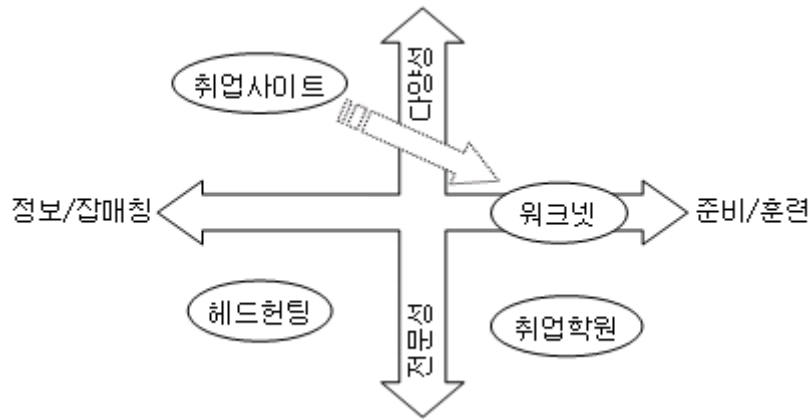 취업사이트
다양성
정보/잡매칭
워크넷
준비/훈련
헤드헌팅
전문성
취업학원